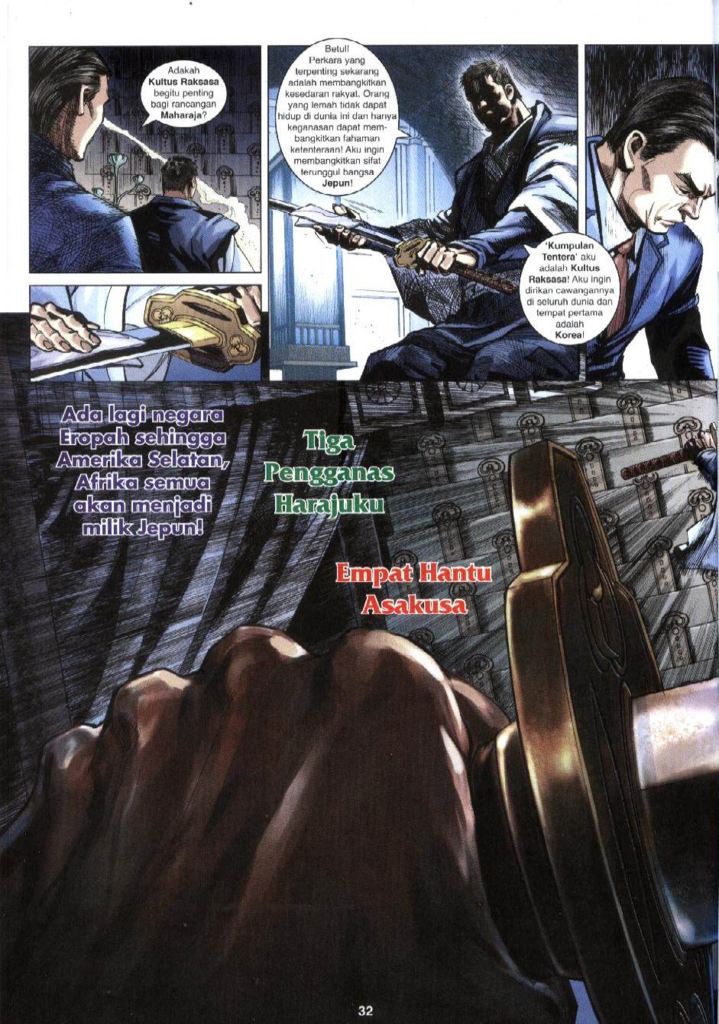 Adakah
Kultus Raksasa
begitu penting
bagi rancangan
Maharaja?
Betul!
Perkara yang
terpenting sekarang
adalah membangkitkan
kesedaran rakyat. Orang
yang lemah tidak dapat
hidup di dunia ini dan hanya
keganasan dapat mem-
bangkitkan fahaman
ketenteraan! Aku ingin
membangkitkan sifat
terunggul bangsa
Jepun!
'Kumpulan
Tentera' aku
adalah Kultus
Raksasa! Aku ingin
dirikan cawangannya
di seluruh dunia dan
tempat pertama
adalah
Korea!
Ada lagi negara
Eropah sehingga
Amerika Selatan,
Afrika semua
akan menjadi
milik Jepun!
Tiga
Pengganas
Harajuku
Empat Hantu
Asakusa
32